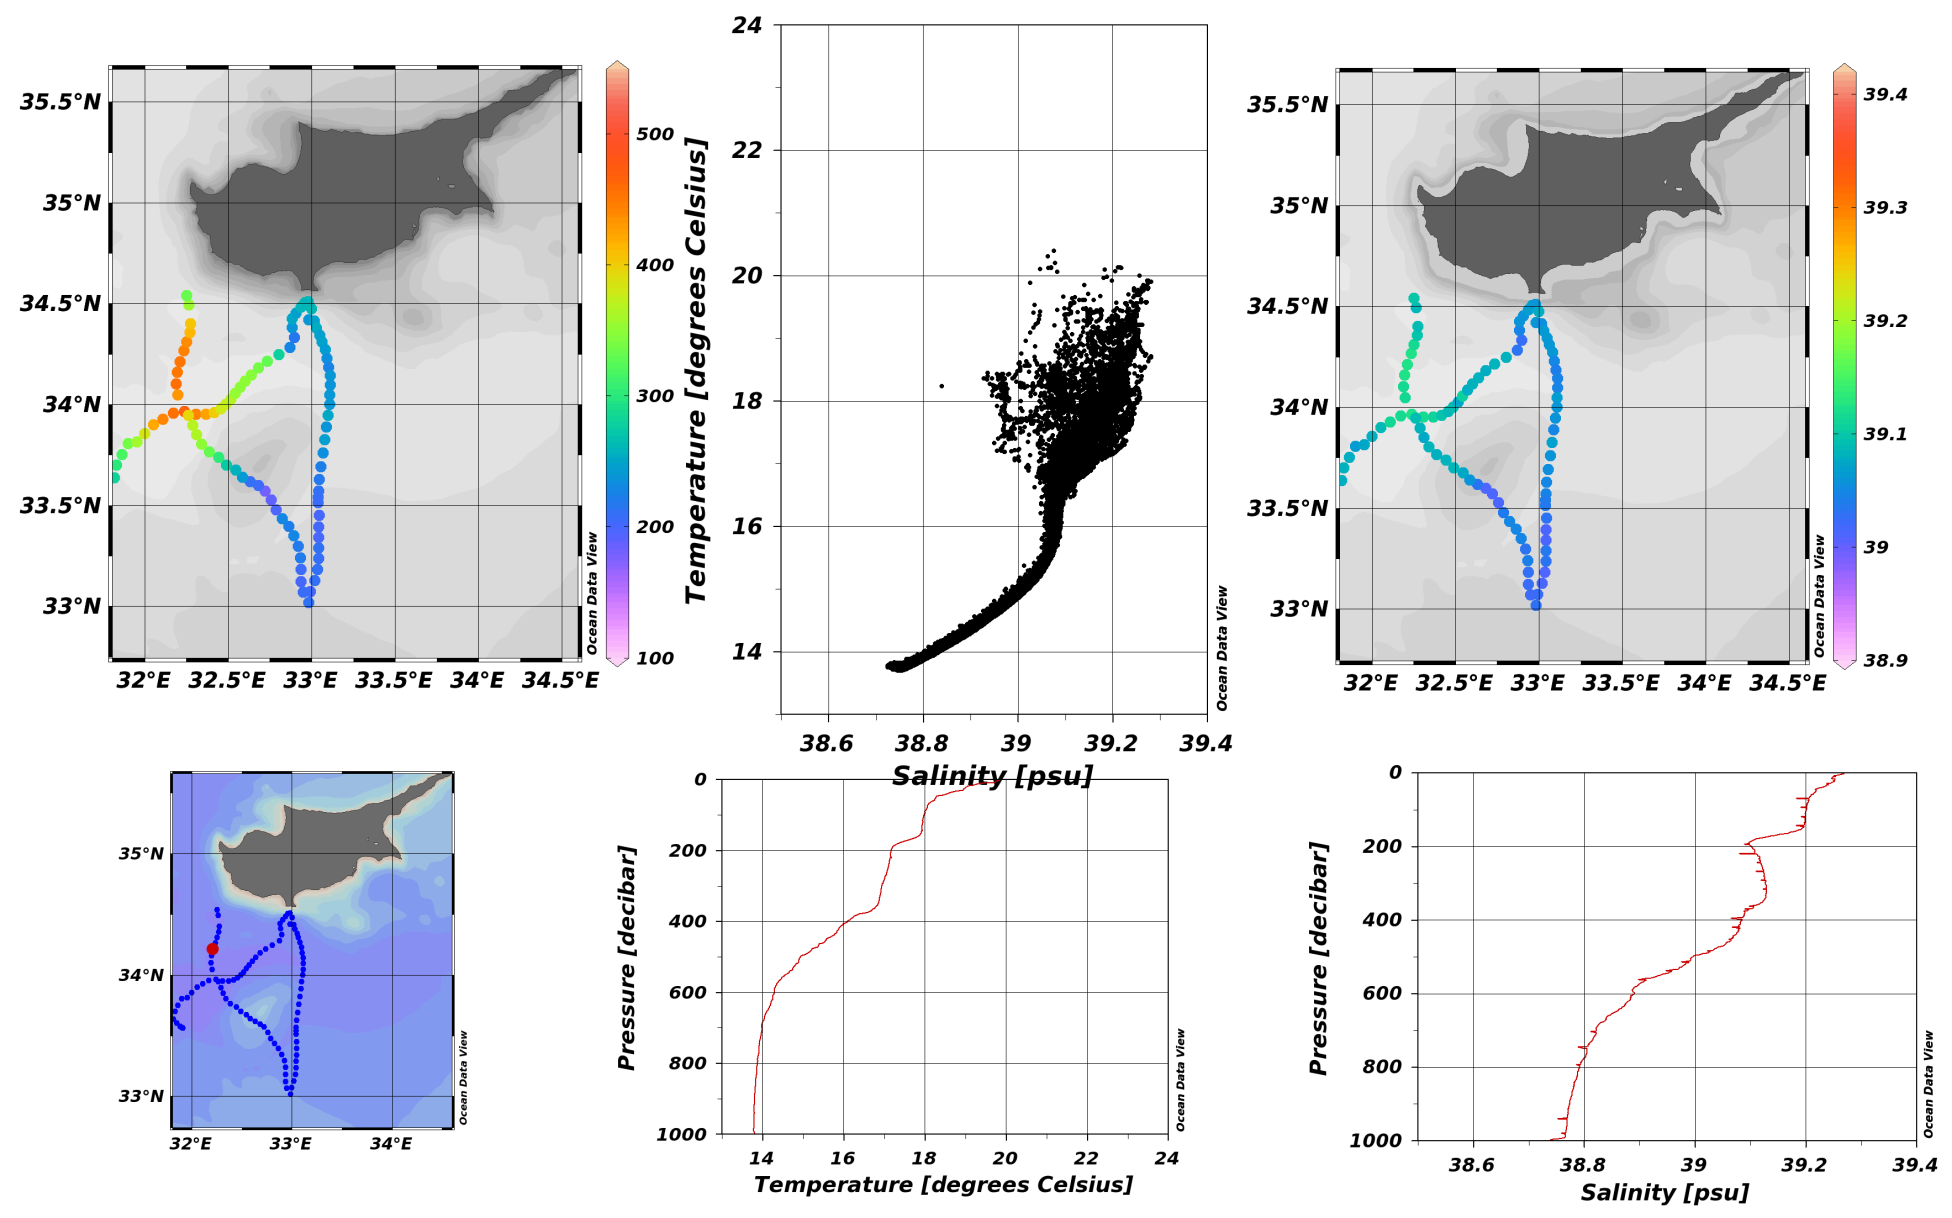 35.5°N
35°N
34.5°N
34°N
33.5°N
33°N
32°E 32.5°E 33°E 33.5°E 34°E 34.5°E
500
400
300
200
100
Ocean Data View
Temperature [degrees Celsius]
24
22
20
18
16
14
38.6 38.8 39 39.2 39.4
Salinity [psu]
Ocean Data View
35.5°N
35°N
34.5°N
34°N
33.5°N
33°N
32°E 32.5°E 33°E 33.5°E 34°E 34.5°E
39.4
39.3
39.2
39.1
39
38.9
Ocean Data View
35°N
34°N
33°N
32°E 33°E 34°E
Ocean Data View
Pressure [decibar]
0
200
400
600
800
1000
14 16 18 20 22 24
Temperature [degrees Celsius]
Ocean Data View
Pressure [decibar]
0
200
400
600
800
1000
38.6 38.8 39 39.2 39.4
Salinity [psu]
Ocean Data View